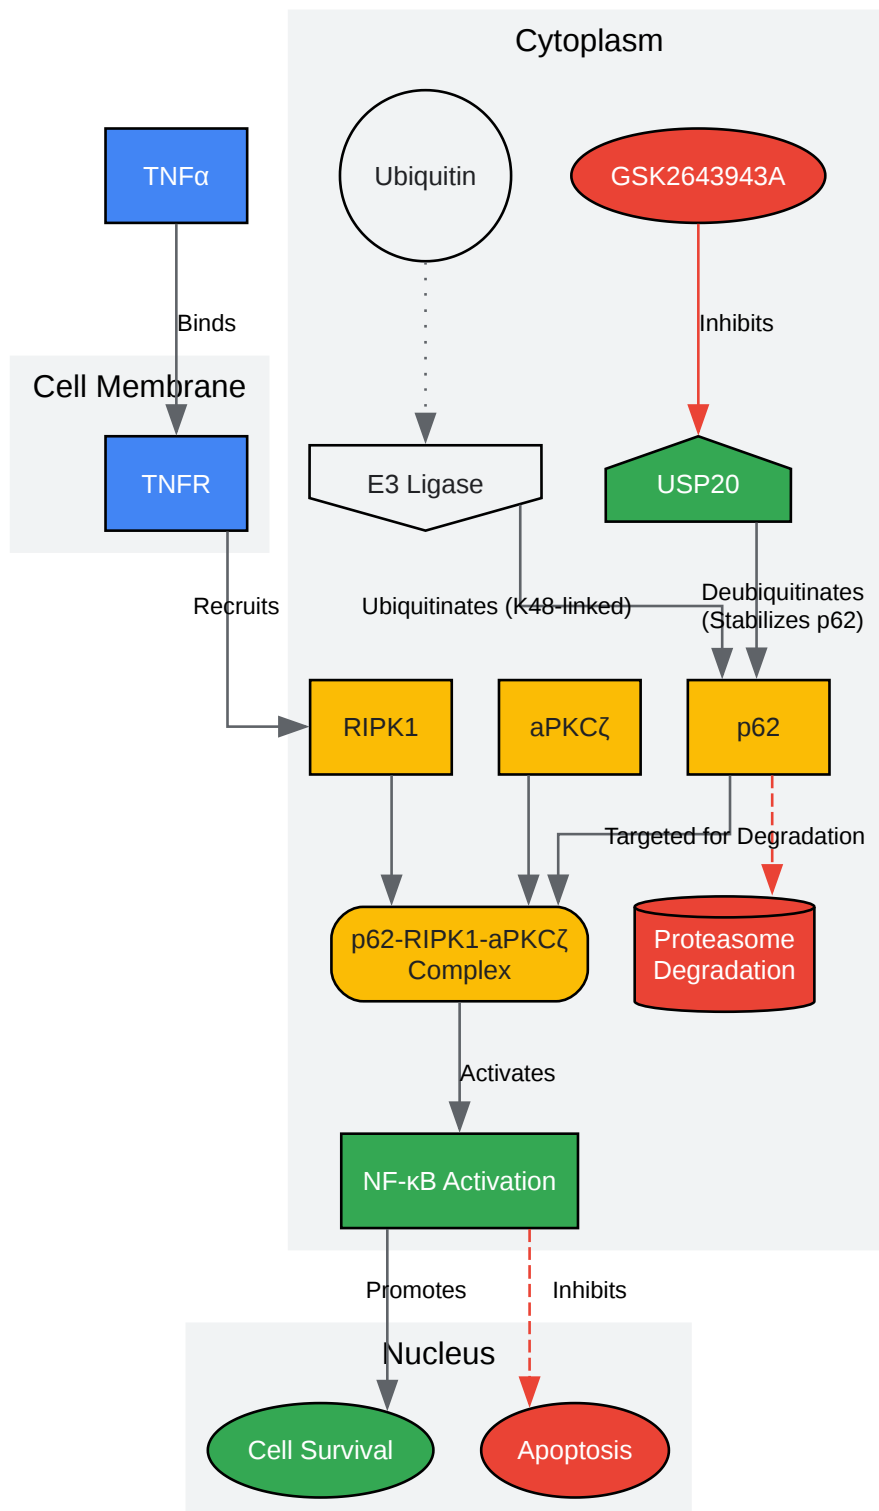 Cytoplasm
TNFα
Ubiquitin
GSK2643943A
Binds
Inhibits
Cell Membrane
TNFR
E3 Ligase
USP20
Recruits
Ubiquitinates (K48-linked)
Deubiquitinates
(Stabilizes p62)
RIPK1
aPKCζ
p62
Targeted for Degradation
p62-RIPK1-aPKCζ
Complex
Proteasome
Degradation
Activates
NF-κB Activation
Promotes
Inhibits
Nucleus
Cell Survival
Apoptosis